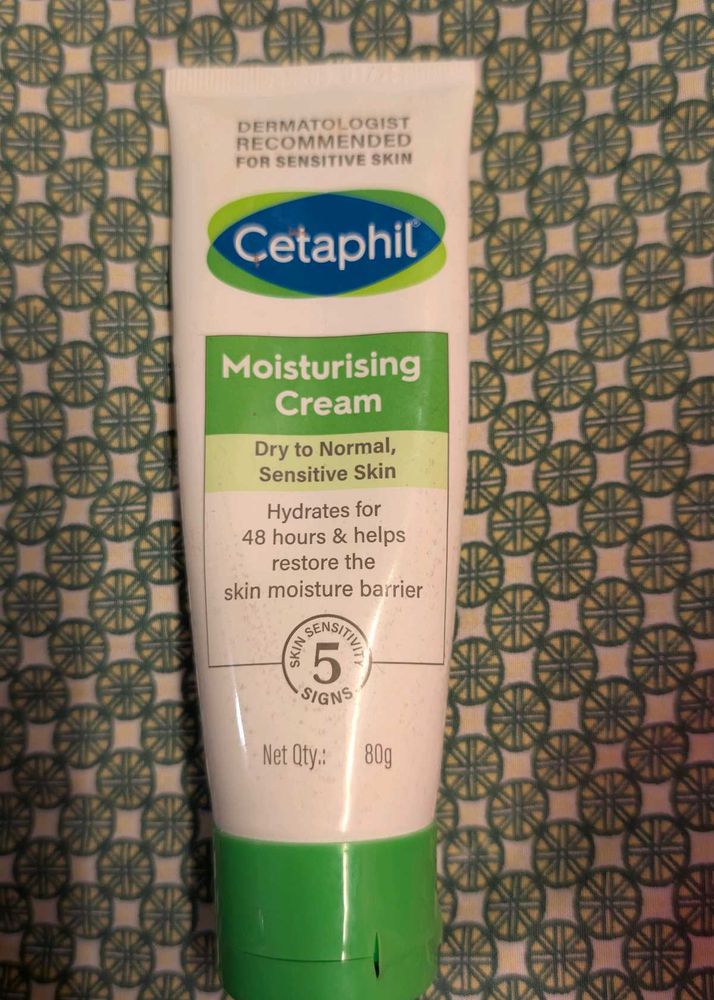 DERMATOLOGIST
RECOMMENDED
FOR SENSITIVE SKIN
Cetaphil®
Moisturising
Cream
Dry to Normal,
Sensitive Skin
Hydrates for
48 hours & helps
restore the
skin moisture barrier
SKIN SENSITIVITY
5
SIGNS
Net Qty.: 80g